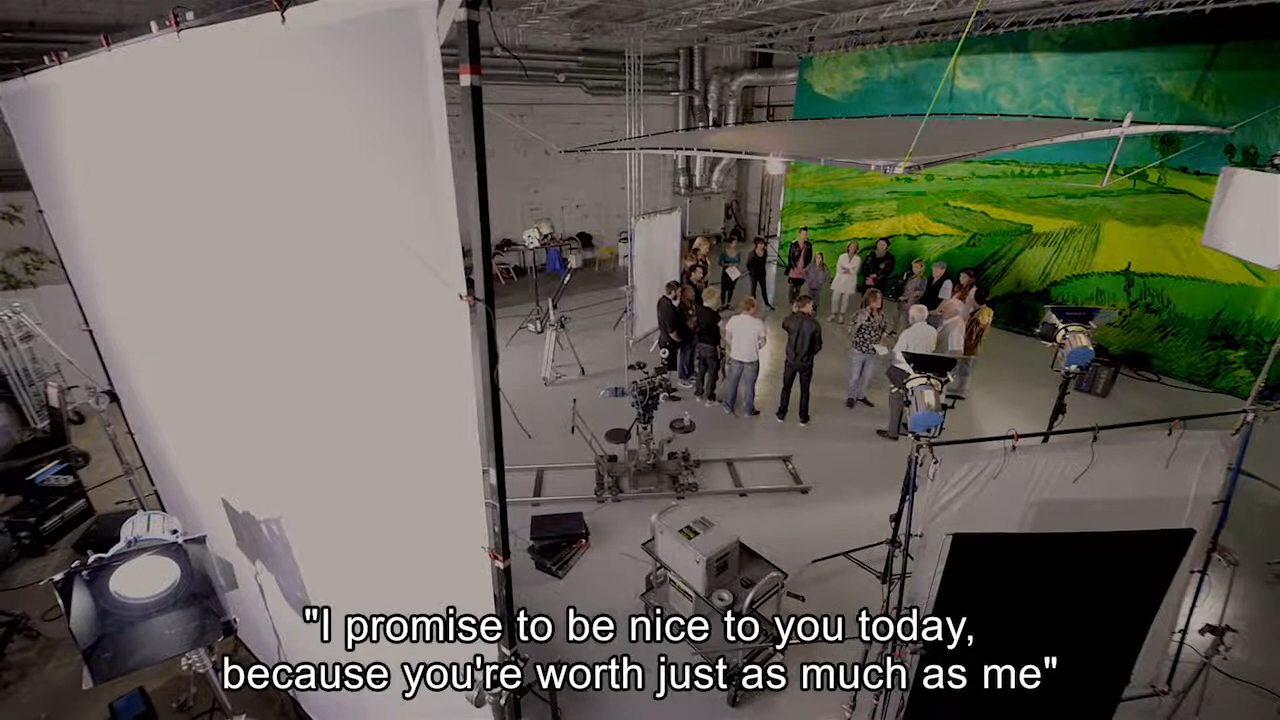 "I promise to be nice to you today,
because you're worth just as much as me"